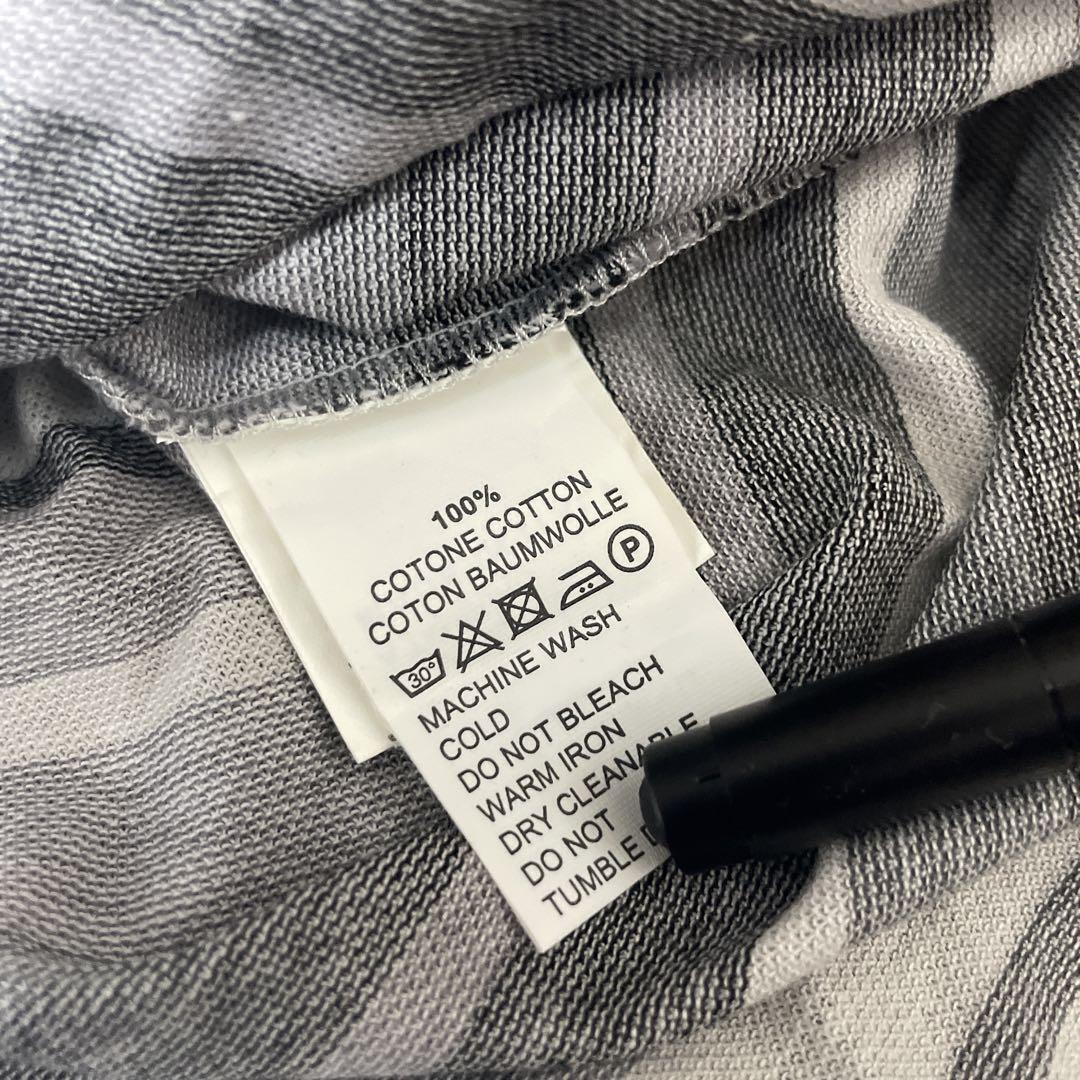 100%
COTONE COTTON
COTON BAUMWOLLE
30° P
MACHINE WASH
COLD
DO NOT BLEACH
WARM IRON
DRY CLEANABLE
DO NOT
TUMBLE